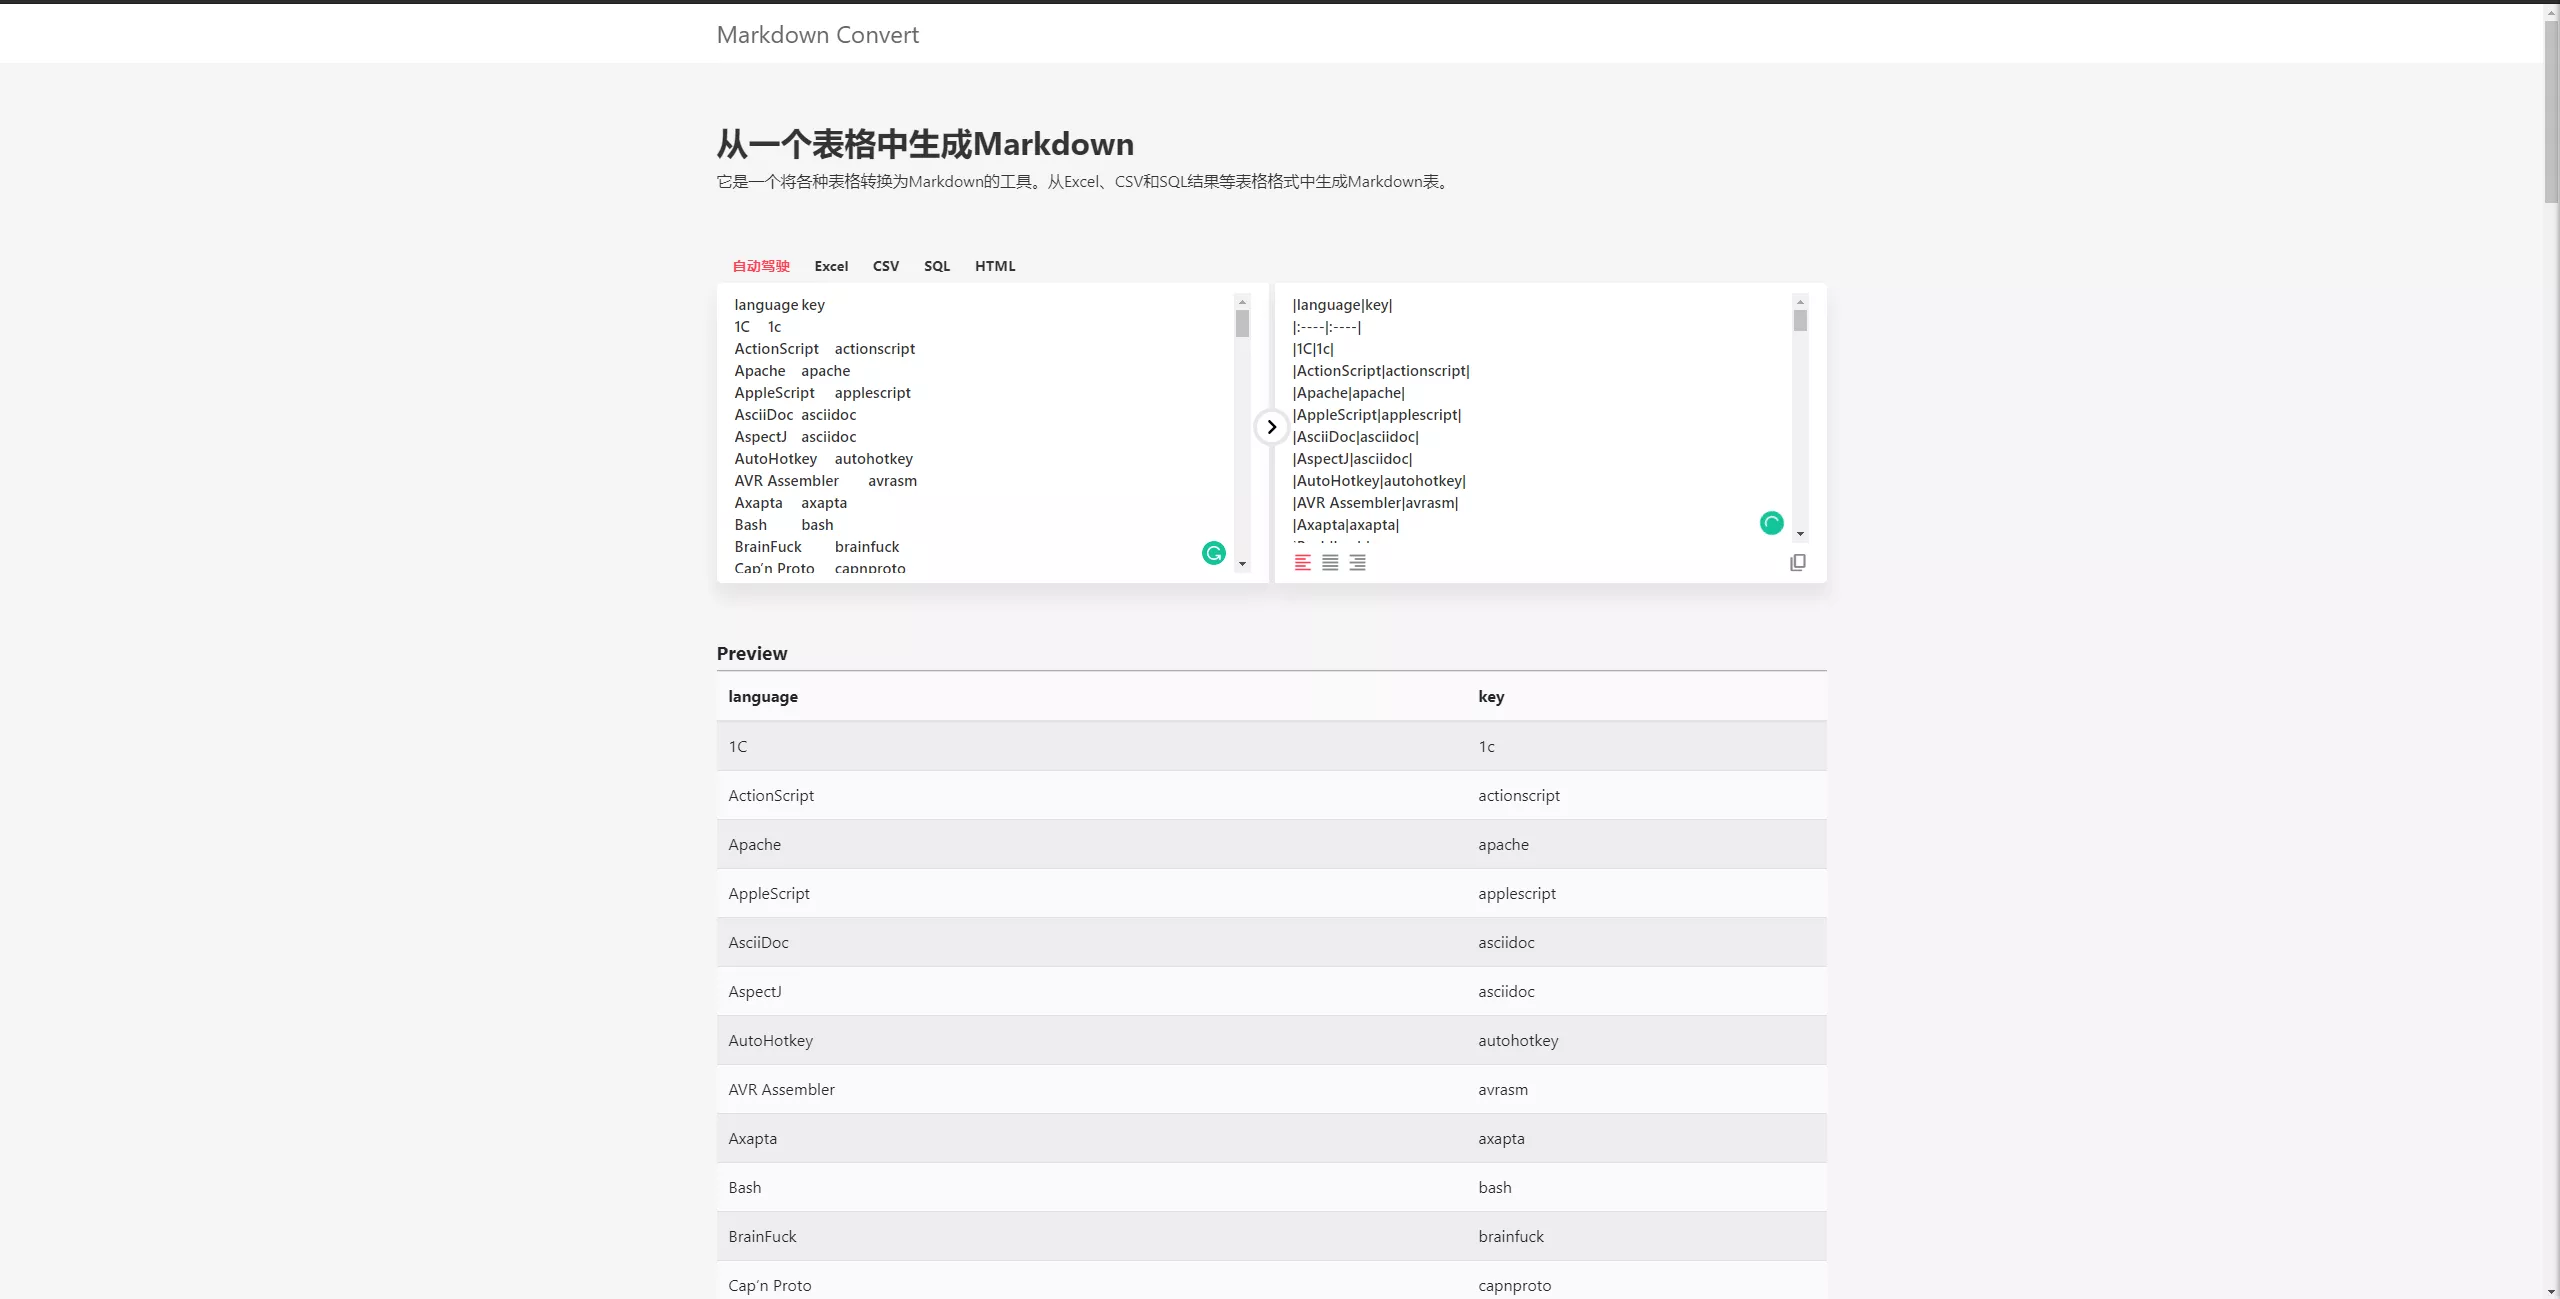 Markdown Convert
从一个表格中生成Markdown
它是一个将各种表格转换为Markdown的工具。从Excel、CSV和SQL结果等表格格式中生成Markdown表。
自动驾驶 Excel CSV SQL HTML
language key
1C 1c
ActionScript actionscript
Apache apache
AppleScript applescript
AsciiDoc asciidoc
AspectJ asciidoc
AutoHotkey autohotkey
AVR Assembler avrasm
Axapta axapta
Bash bash
BrainFuck brainfuck
Cap’n Proto capnproto
|language|key|
|:----|:----|
|1C|1c|
|ActionScript|actionscript|
|Apache|apache|
|AppleScript|applescript|
|AsciiDoc|asciidoc|
|AspectJ|asciidoc|
|AutoHotkey|autohotkey|
|AVR Assembler|avrasm|
|Axapta|axapta|
Preview
language key
1C 1c
ActionScript actionscript
Apache apache
AppleScript applescript
AsciiDoc asciidoc
AspectJ asciidoc
AutoHotkey autohotkey
AVR Assembler avrasm
Axapta axapta
Bash bash
BrainFuck brainfuck
Cap’n Proto capnproto